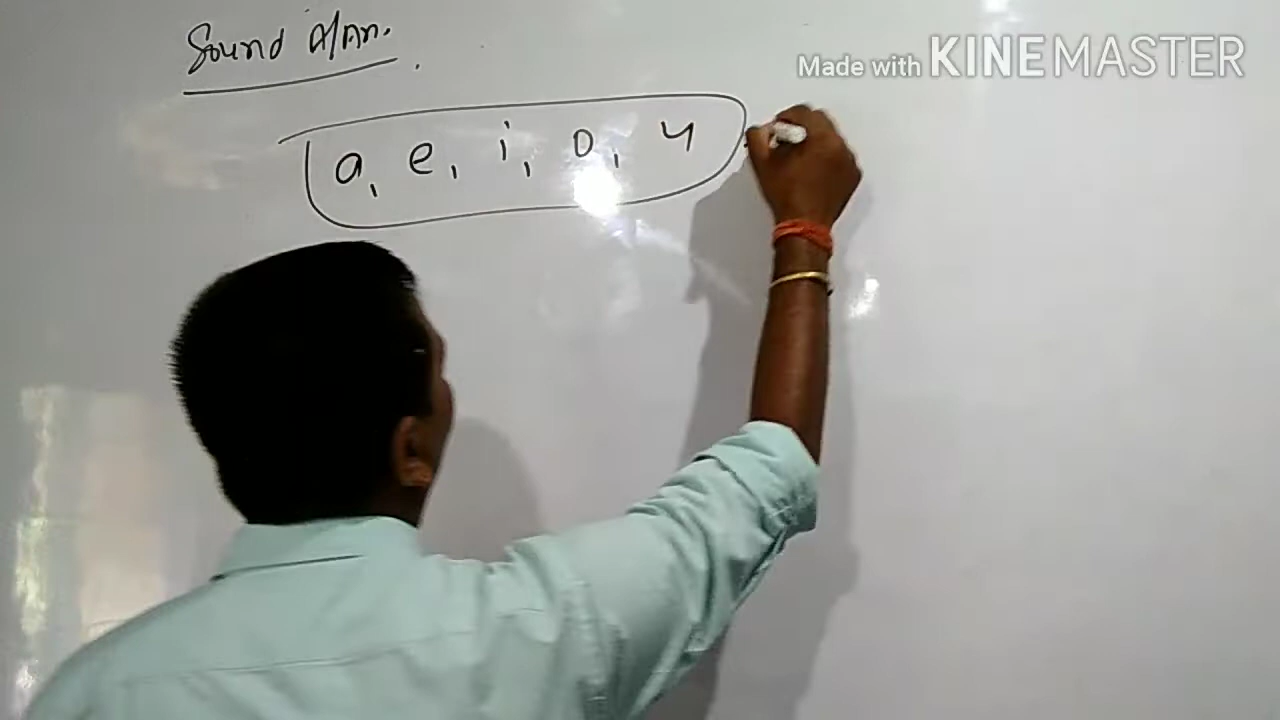 Sound A/An.
Made with KINEMASTER
a, e, i, o, u